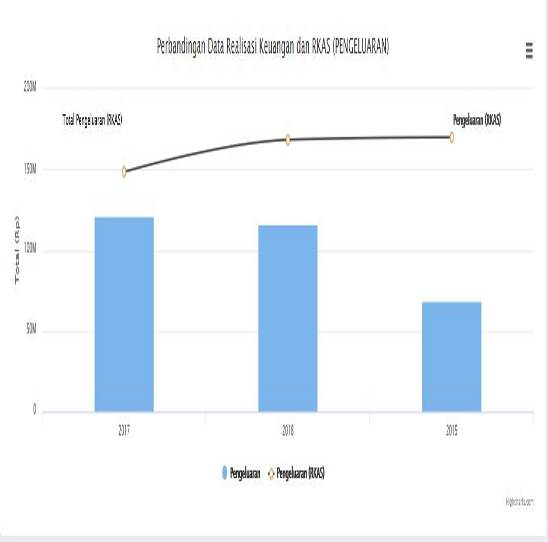 Perbandingan Data Realisasi Keuangan dan RKAS (PENGELUARAN)
200M
Total Pengeluaran (RKAS)
Pengeluaran (RKAS)
150M
100M
50M
0
Total (Rp)
2017
2018
2015
Pengeluaran
Pengeluaran (RKAS)
Highcharts.com